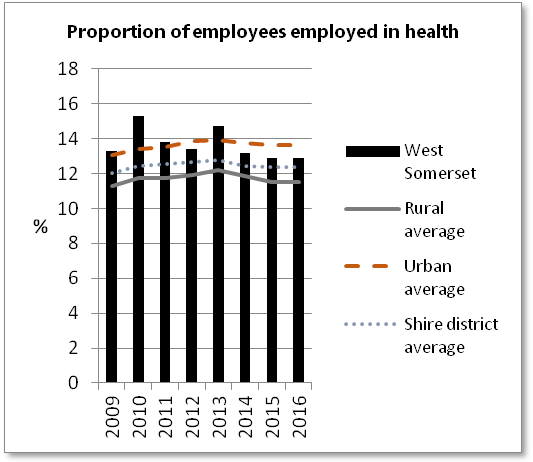 Proportion of employees employed in health
18
16
14
12
10
8
6
4
2
0
%
2009
2010
2011
2012
2013
2014
2015
2016
West
Somerset
Rural
average
Urban
average
Shire district
average